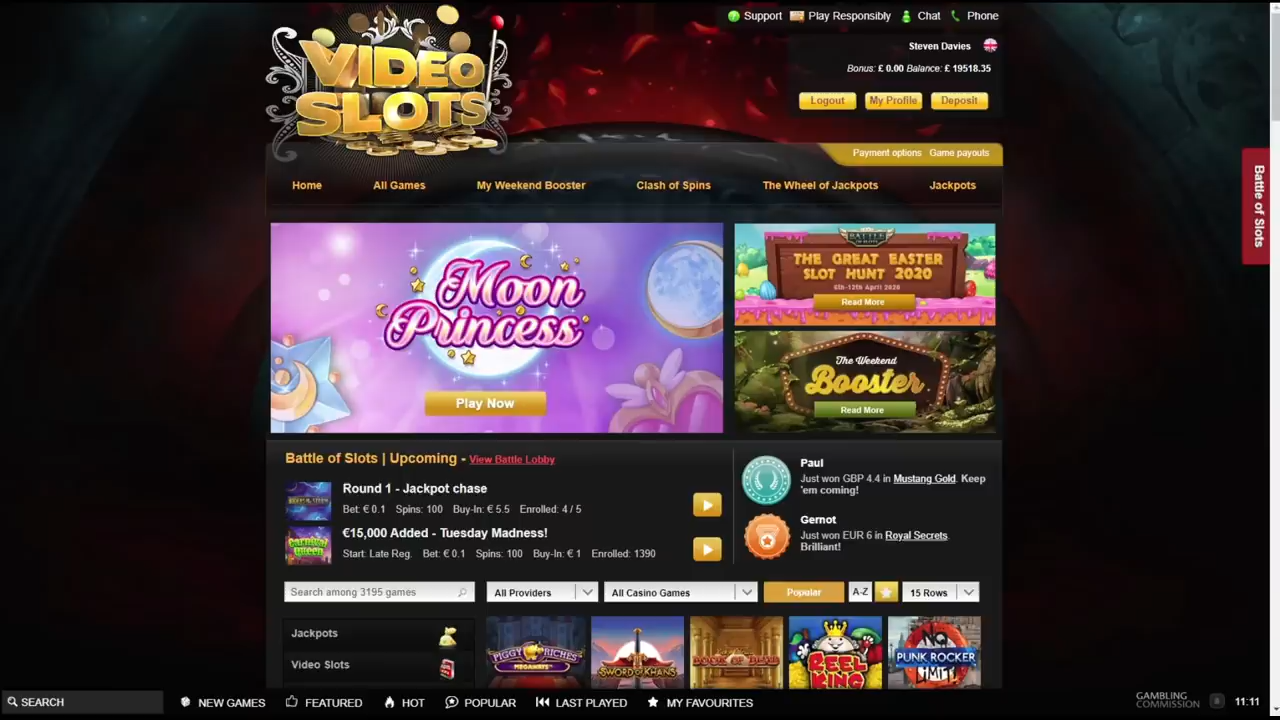 VIDEO
SLOTS
Support
Play Responsibly
Chat
Phone
Steven Davies
Bonus: £ 0.00 Balance: £ 19518.35
Logout
My Profile
Deposit
Payment options
Game payouts
Home
All Games
My Weekend Booster
Clash of Spins
The Wheel of Jackpots
Jackpots
Battle of Slots
Moon
Princess
Play Now
BATTLE
THE GREAT EASTER
SLOT HUNT 2020
6th-12th April 2020
Read More
The Weekend
Booster
Read More
Battle of Slots | Upcoming - View Battle Lobby
Round 1 - Jackpot chase
Bet: € 0.1 Spins: 100 Buy-In: € 5.5 Enrolled: 4 / 5
€15,000 Added - Tuesday Madness!
Start: Late Reg. Bet: € 0.1 Spins: 100 Buy-In: € 1 Enrolled: 1390
Paul
Just won GBP 4.4 in Mustang Gold. Keep
'em coming!
Gernot
Just won EUR 6 in Royal Secrets.
Brilliant!
Search among 3195 games
All Providers
All Casino Games
Popular
A-Z
15 Rows
Jackpots
Video Slots
PIGGY RICHES
MEGAWAYS
SWORD OF KHANS
BOOK OF DEAD
REEL
KING
NO
PUNK ROCKER
LIMIT
SEARCH
NEW GAMES
FEATURED
HOT
POPULAR
LAST PLAYED
MY FAVOURITES
GAMBLING
COMMISSION
11:11